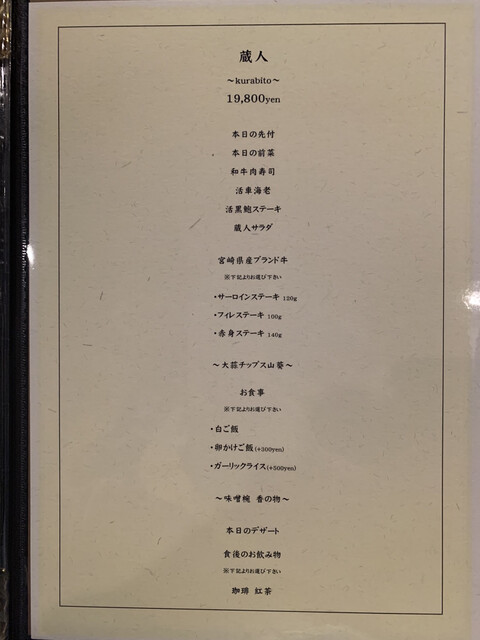 蔵人
～kurabito～
19,800yen
本日の先付
本日の前菜
和牛肉寿司
活車海老
活黒鮑ステーキ
蔵人サラダ
宮崎県産ブランド牛
※下記よりお選び下さい
・サーロインステーキ 120g
・フィレステーキ 100g
・赤身ステーキ 140g
～大蒜チップス山葵～
お食事
※下記よりお選び下さい
・白ご飯
・卵かけご飯(+300yen)
・ガーリックライス(+500yen)
～味噌椀 香の物～
本日のデザート
食後のお飲み物
※下記よりお選び下さい
珈琲 紅茶